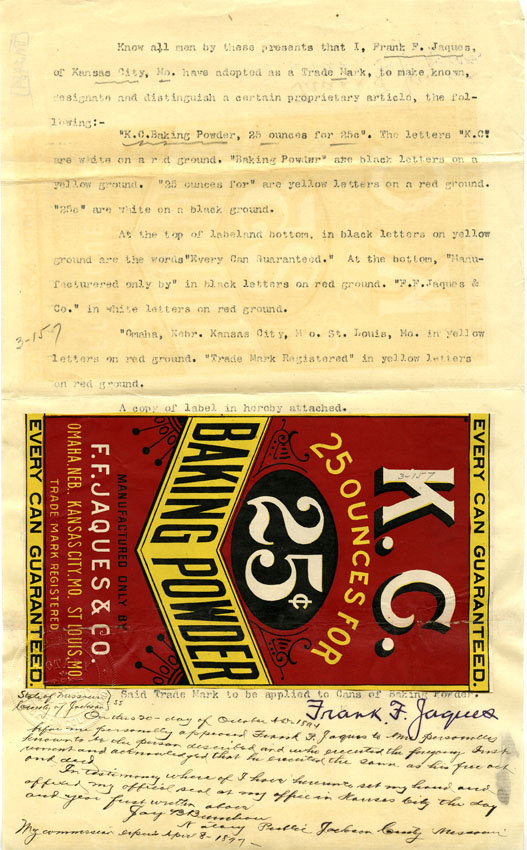 Know all men by these presents that I, Frank F. Jaques,
of Kansas City, Mo. have adopted as a Trade Mark, to make known,
designate and distinguish a certain proprietary article, the fol-
lowing:-
"K.C.Baking Powder, 25 ounces for 25c". The letters "K.C"
are white on a red ground. "Baking Powder" are black letters on a
yellow ground. "25 ounces for" are yellow letters on a red ground.
"25c" are white on a black ground.
At the top of labeland bottom, in black letters on yellow
ground are the words"Every Can Guaranteed." At the bottom, "Manu-
facturered only by" in black letters on red ground. "F.F.Jaques &
Co." in white letters on red ground.
3-157
"Omaha, Nebr. Kansas City, M o. St. Louis, Mo. in yellow
letters on red ground. "Trade Mark Registered" in yellow letters
on red ground.
A copy of label in hereby attached.
EVERY CAN GUARANTEED.
K.C.
3-157
25 OUNCES FOR
25¢
BAKING POWDER
MANUFACTURED ONLY BY
F.F. JAQUES & CO.
OMAHA, NEB. KANSAS CITY, MO. ST LOUIS, MO.
TRADE MARK REGISTERED
EVERY CAN GUARANTEED.
Said Trade Mark to be applied to Cans of Baking Powder.
Frank F. Jaques
State of Missouri
County of Jackson ss
On this 20 - day of October A.D. 1894
before me personally appeared Frank F. Jaques to me personally
known to be the person described and who executed the foregoing Inst-
rument and acknowledged that he executed the same as his free act
and deed
In testimony whereof I have hereunto set my hand and
affixed my official seal at my office in Kansas City the day
and year first written above
Jay B
Notary Public Jackson County Missouri
My commission expires Apr 8 - 1897 -